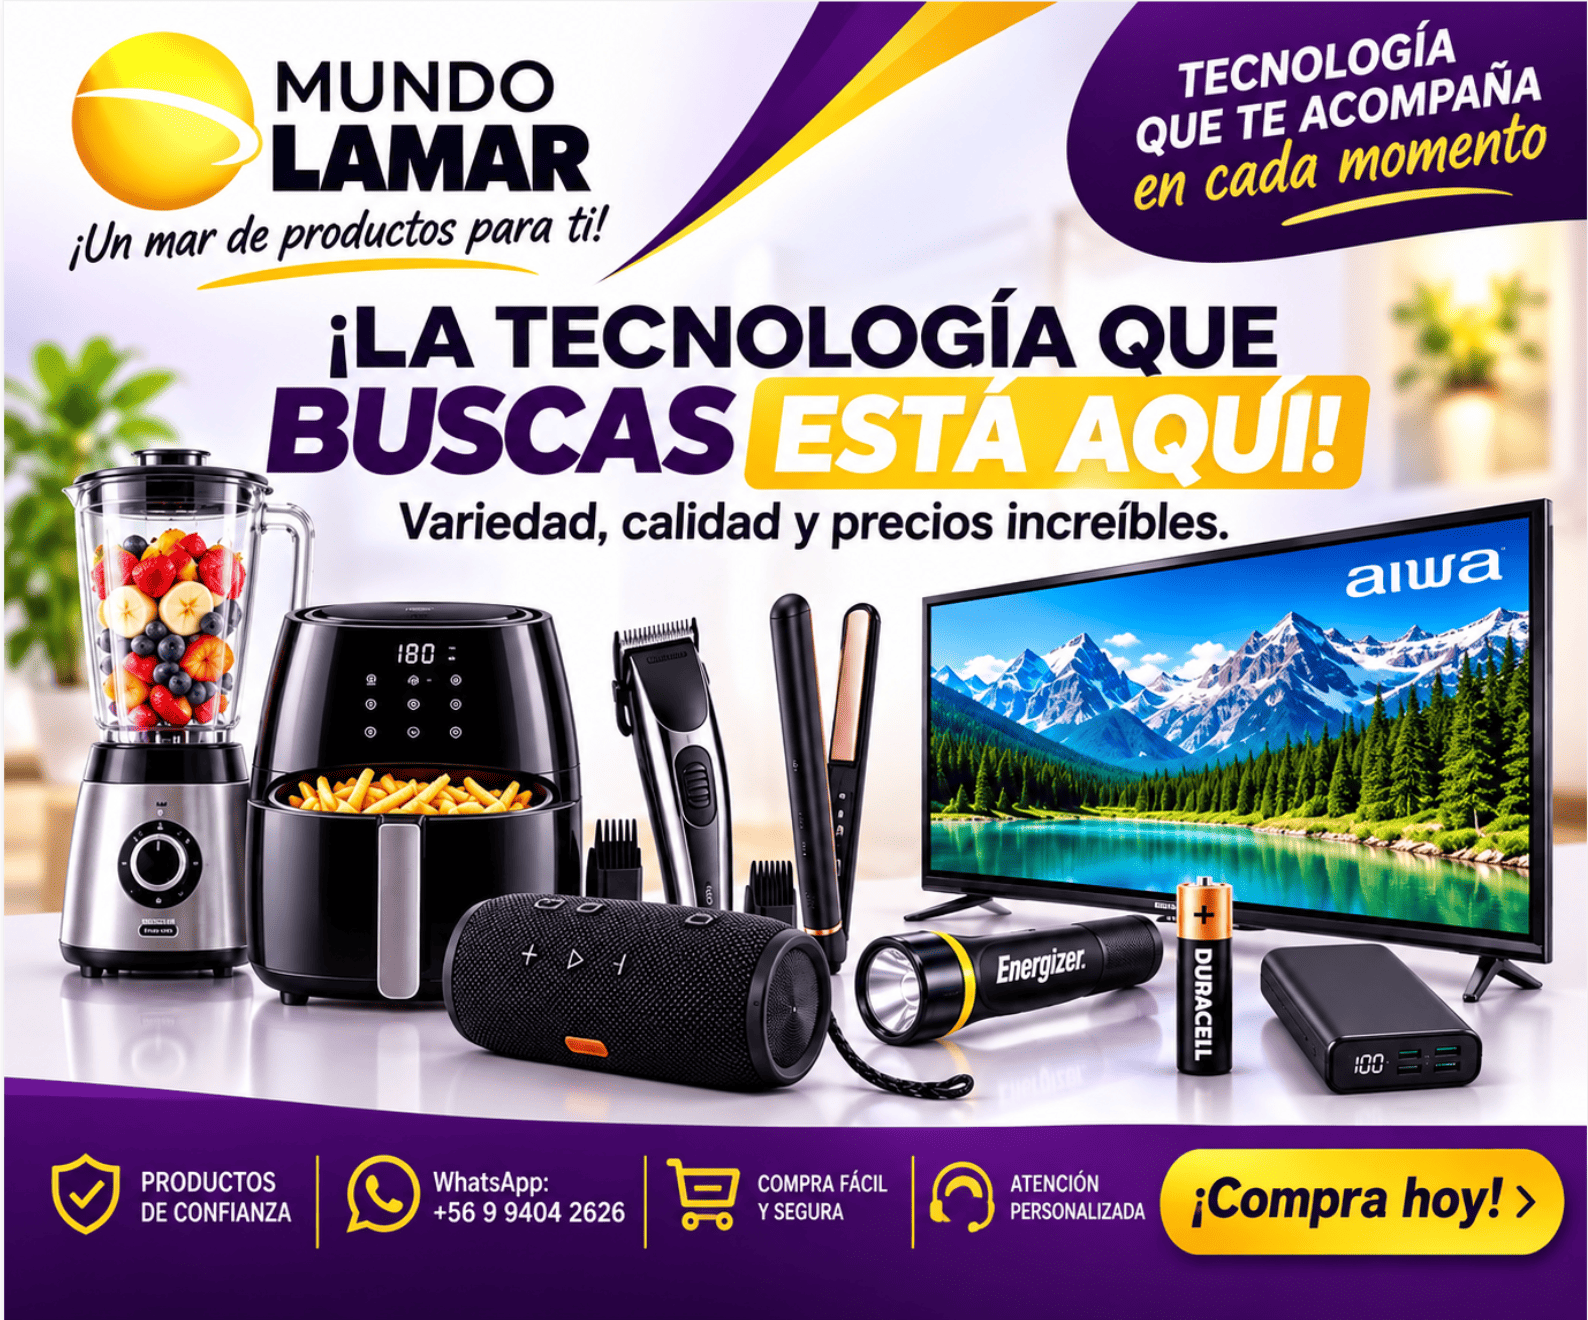 MUNDO
LAMAR
¡Un mar de productos para ti!
TECNOLOGÍA
QUE TE ACOMPAÑA
en cada momento
¡LA TECNOLOGÍA QUE
BUSCAS ESTÁ AQUÍ!
Variedad, calidad y precios increíbles.
aiwa
180
Energizer.
DURACELL
+
100
PRODUCTOS
DE CONFIANZA
WhatsApp:
+56 9 9404 2626
COMPRA FÁCIL
Y SEGURA
ATENCIÓN
PERSONALIZADA
¡Compra hoy! >